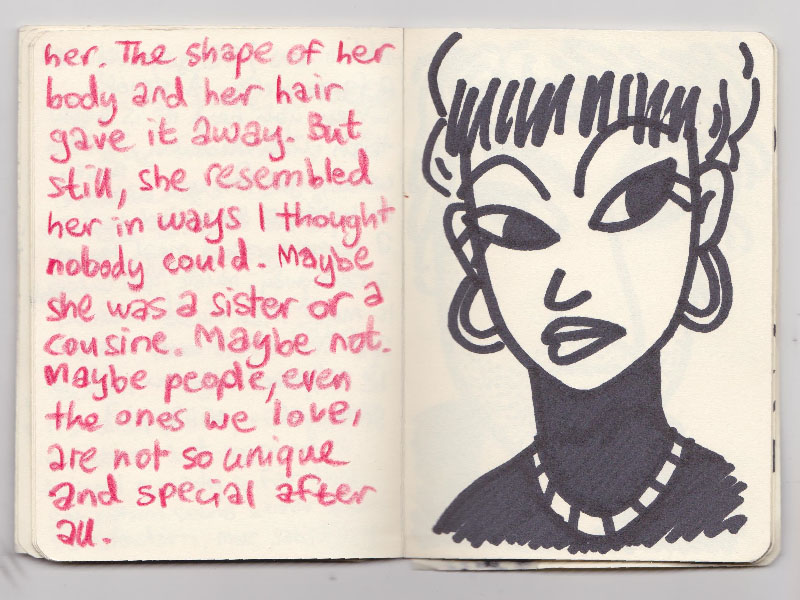 her. The shape of her
body and her hair
gave it away. But
still, she resembled
her in ways I thought
nobody could. Maybe
she was a sister or a
cousine. Maybe not.
Maybe people, even
the ones we love,
are not so unique
and special after
all.